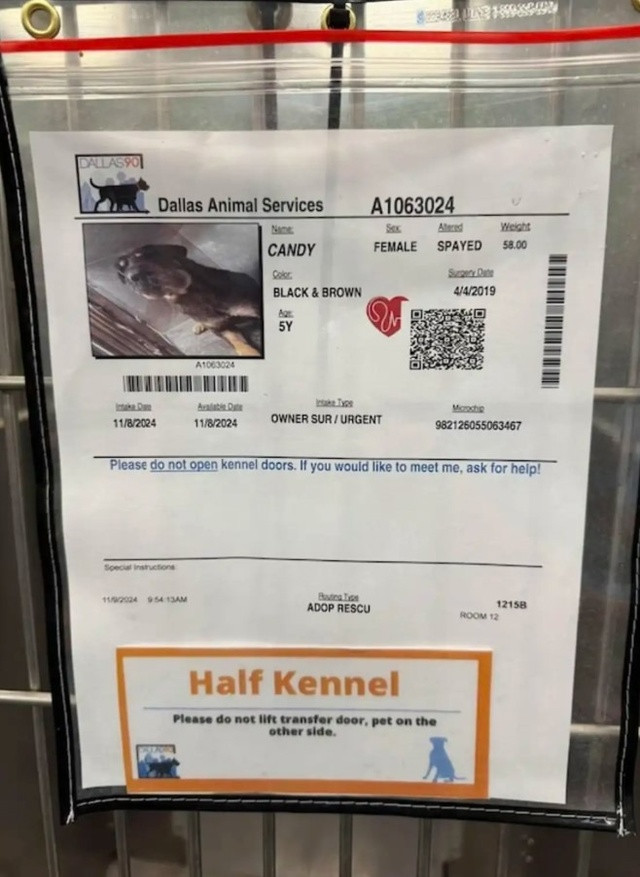 DALLAS90
Dallas Animal Services A1063024
Name: Sex: Altered Weight
CANDY FEMALE SPAYED 58.00
Color: Surgery Date
BLACK & BROWN 4/4/2019
Age:
5Y
A1063024
Intake Date Available Date Intake Type Microchip
11/8/2024 11/8/2024 OWNER SUR / URGENT 982126055063467
Please do not open kennel doors. If you would like to meet me, ask for help!
Special Instructions:
11/9/2024 9:54:13AM Routing Type 1215B
ADOP RESCU ROOM 12
Half Kennel
Please do not lift transfer door, pet on the
other side.